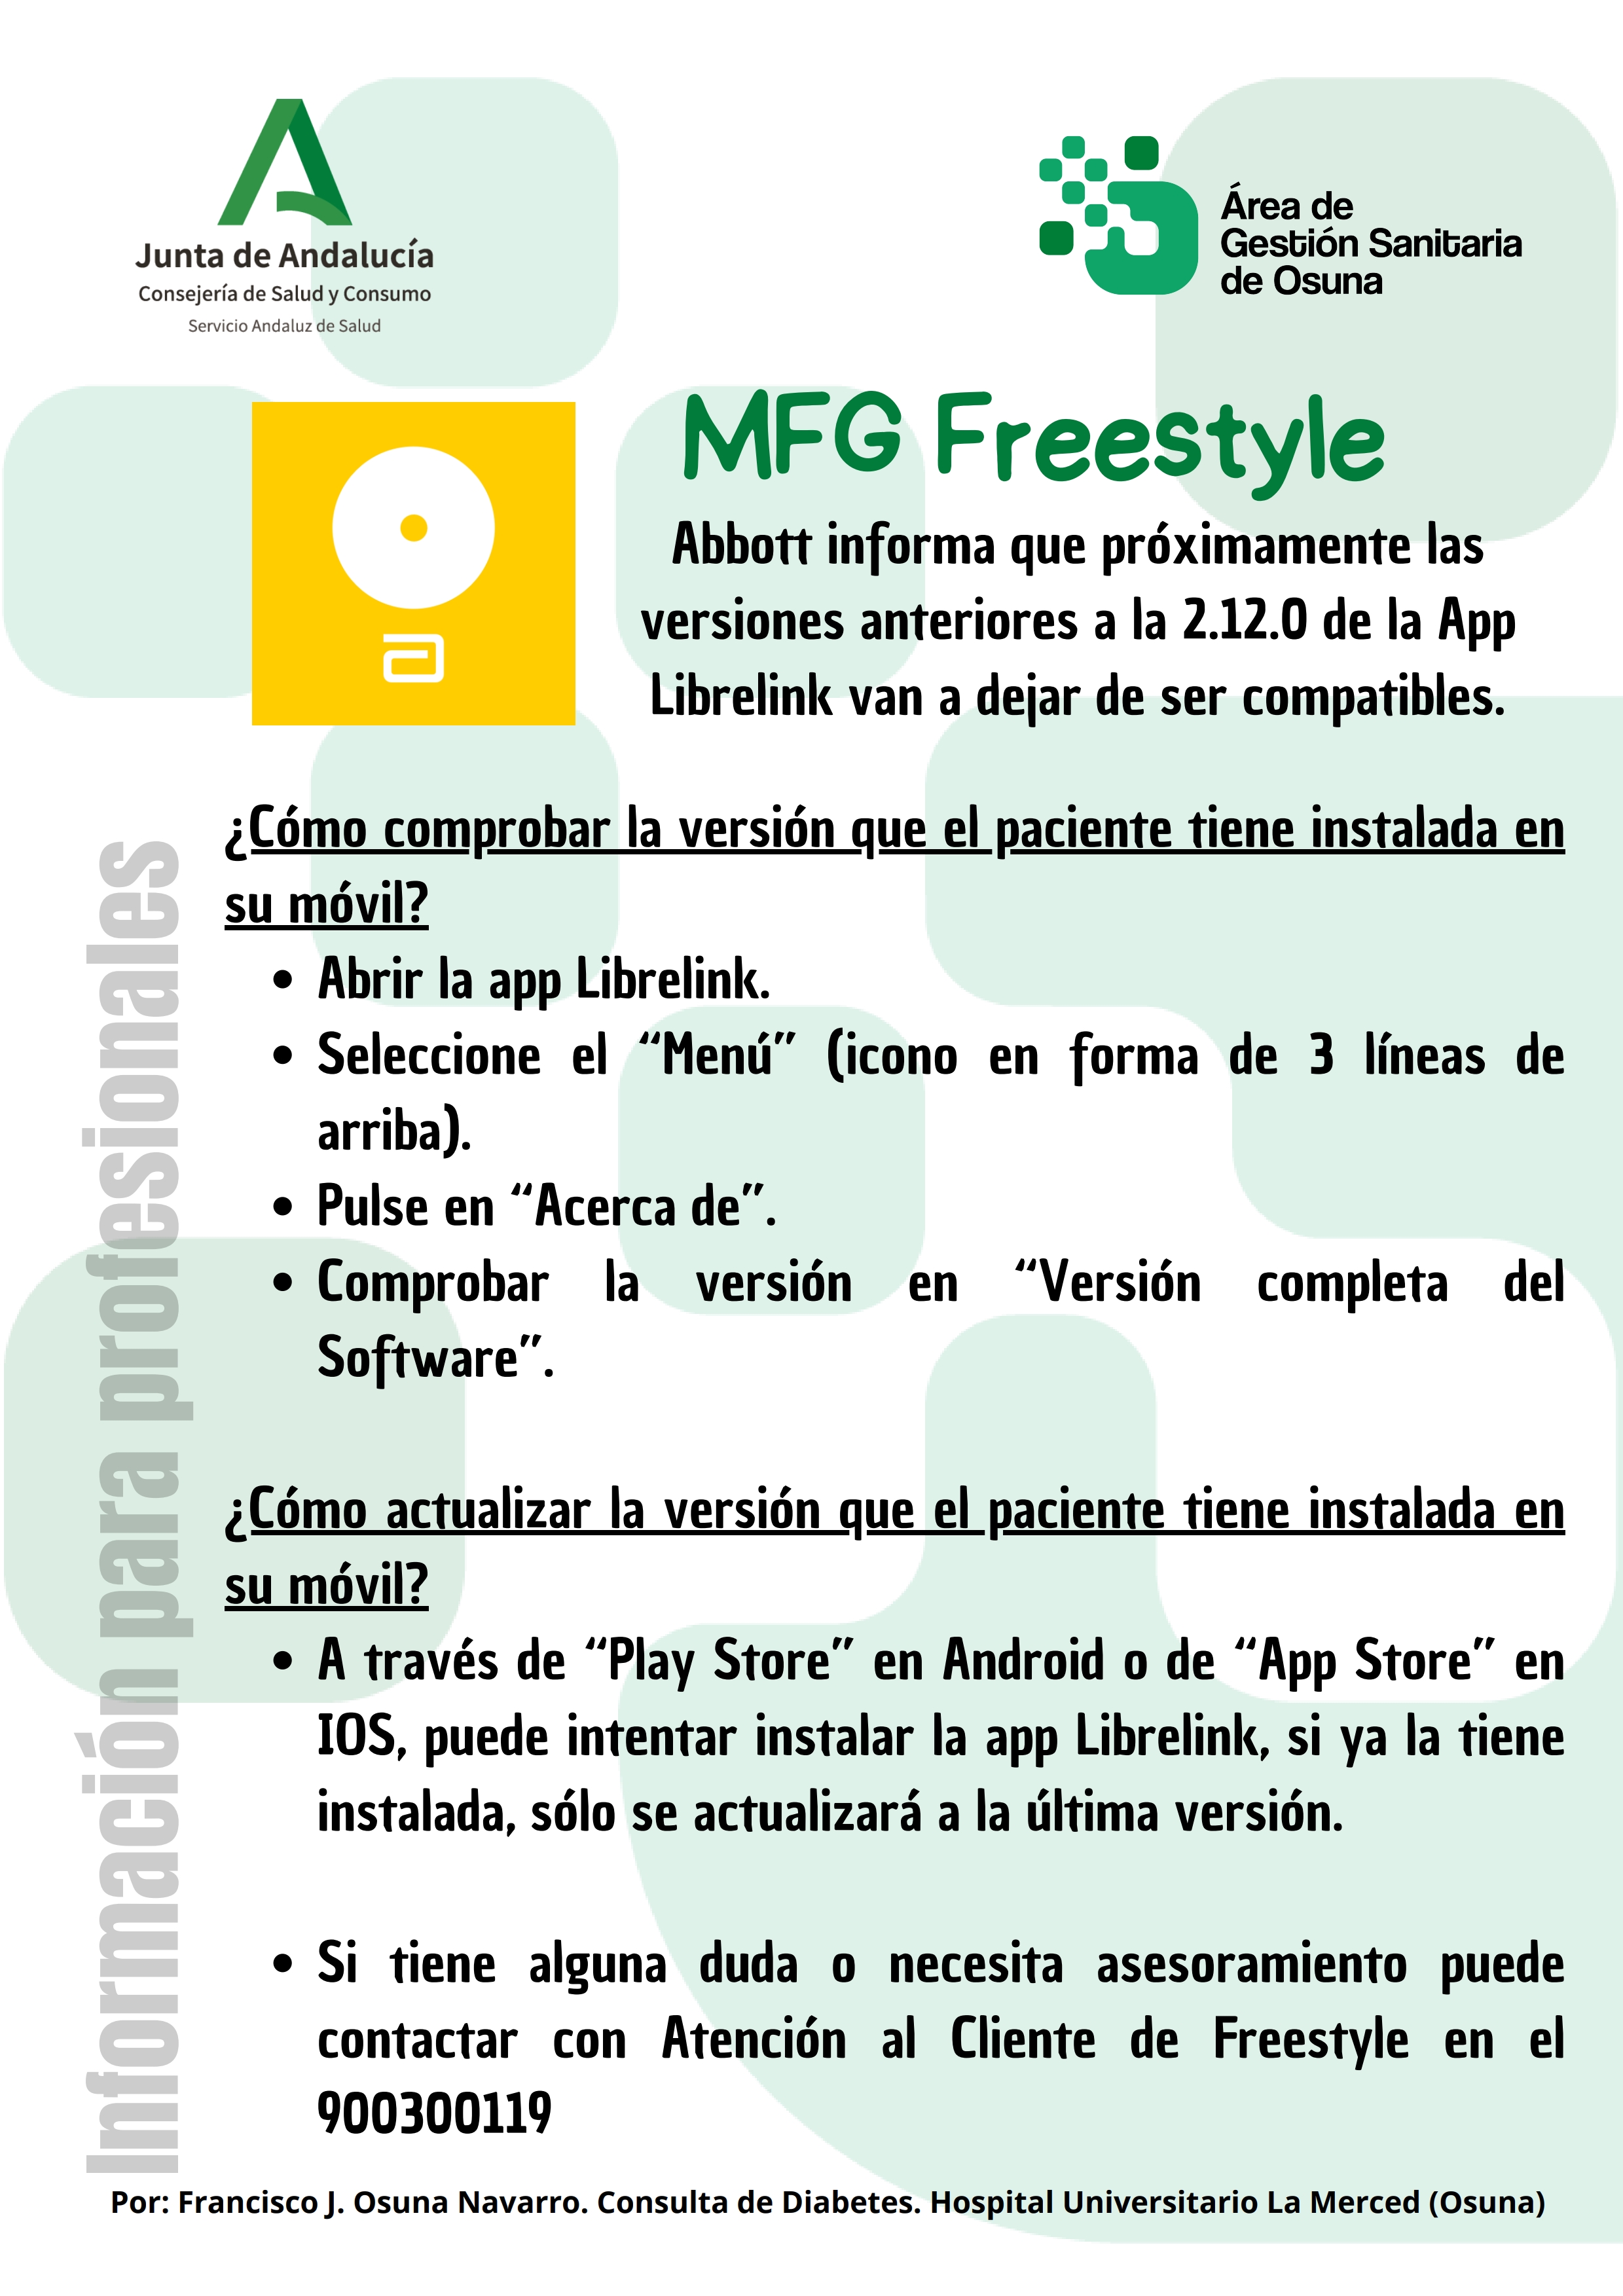 Junta de Andalucía
Consejería de Salud y Consumo
Servicio Andaluz de Salud
Área de
Gestión Sanitaria
de Osuna
MFG Freestyle
Abbott informa que próximamente las
versiones anteriores a la 2.12.0 de la App
Librelink van a dejar de ser compatibles.
¿Cómo comprobar la versión que el paciente tiene instalada en
su móvil?
• Abrir la app Librelink.
• Seleccione el “Menú” (icono en forma de 3 líneas de
arriba).
• Pulse en “Acerca de”.
• Comprobar la versión en “Versión completa del
Software”.
¿Cómo actualizar la versión que el paciente tiene instalada en
su móvil?
• A través de “Play Store” en Android o de “App Store” en
IOS, puede intentar instalar la app Librelink, si ya la tiene
instalada, sólo se actualizará a la última versión.
• Si tiene alguna duda o necesita asesoramiento puede
contactar con Atención al Cliente de Freestyle en el
900300119
Información para profesionales
Por: Francisco J. Osuna Navarro. Consulta de Diabetes. Hospital Universitario La Merced (Osuna)